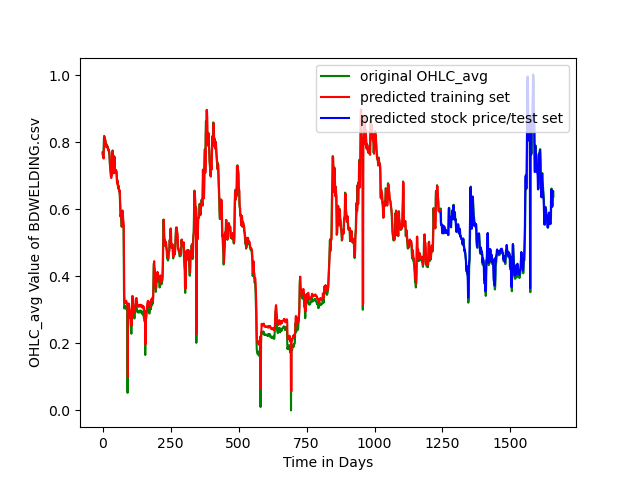 original OHLC_avg
predicted training set
predicted stock price/test set
OHLC_avg Value of BDWELDING.csv
1.0
0.8
0.6
0.4
0.2
0.0
0 250 500 750 1000 1250 1500
Time in Days